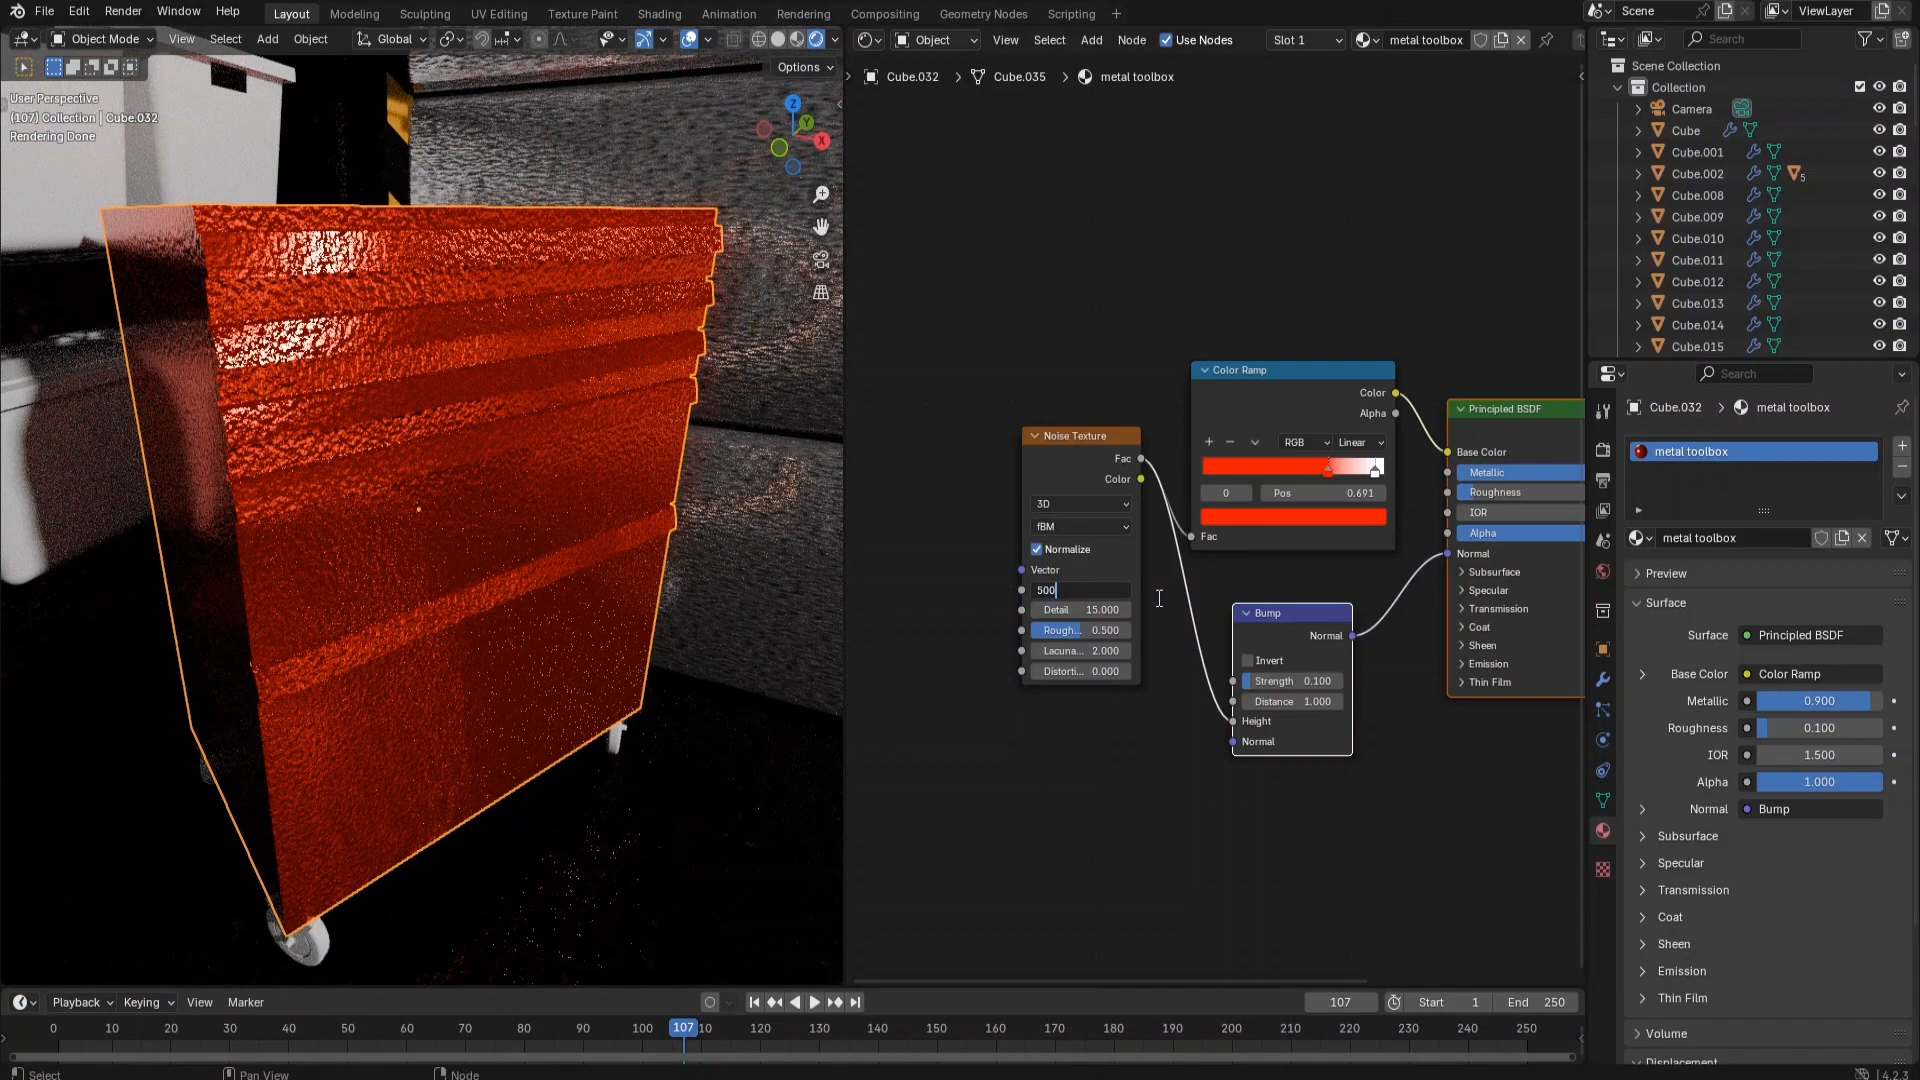 File Edit Render Window Help Layout Modeling Sculpting UV Editing Texture Paint Shading Animation Rendering Compositing Geometry Nodes Scripting + Scene ViewLayer
Object Mode View Select Add Object Global Object View Select Add Node Use Nodes Slot 1 metal toolbox Search
Options
User Perspective
(107) Collection | Cube.032
Rendering Done
Z
Y
X
Cube.032 > Cube.035 > metal toolbox
Scene Collection
Collection
Camera
Cube
Cube.001
Cube.002 5
Cube.008
Cube.009
Cube.010
Cube.011
Cube.012
Cube.013
Cube.014
Cube.015
Color Ramp
Color
Alpha
RGB Linear
0 Pos 0.691
Fac
Noise Texture
Fac
Color
3D
fBM
Normalize
Vector
500
Detail 15.000
Rough... 0.500
Lacuna... 2.000
Distorti... 0.000
Bump
Normal
Invert
Strength 0.100
Distance 1.000
Height
Normal
Principled BSDF
Base Color
Metallic
Roughness
IOR
Alpha
Normal
Subsurface
Specular
Transmission
Coat
Sheen
Emission
Thin Film
Search
Cube.032 > metal toolbox
metal toolbox
metal toolbox
Preview
Surface
Surface Principled BSDF
Base Color Color Ramp
Metallic 0.900
Roughness 0.100
IOR 1.500
Alpha 1.000
Normal Bump
Subsurface
Specular
Transmission
Coat
Sheen
Emission
Thin Film
Volume
Displacement
Playback Keying View Marker 107 Start 1 End 250
0 10 20 30 40 50 60 70 80 90 100 107 10 120 130 140 150 160 170 180 190 200 210 220 230 240 250
Select Pan View Node 4.2.3